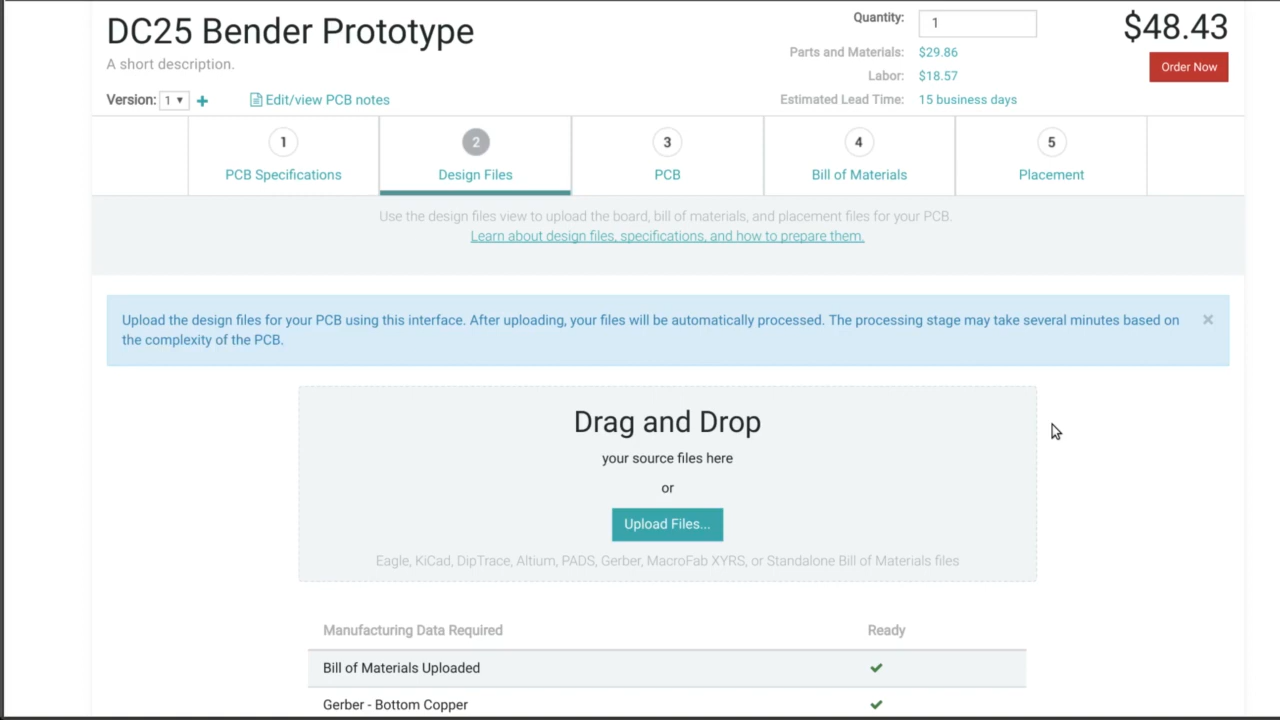 DC25 Bender Prototype
A short description.
Version: 1 ▼ +
Edit/view PCB notes
Quantity: 1
Parts and Materials: $29.86
Labor: $18.57
Estimated Lead Time: 15 business days
$48.43
Order Now
1
PCB Specifications
2
Design Files
3
PCB
4
Bill of Materials
5
Placement
Use the design files view to upload the board, bill of materials, and placement files for your PCB.
Learn about design files, specifications, and how to prepare them.
Upload the design files for your PCB using this interface. After uploading, your files will be automatically processed. The processing stage may take several minutes based on
the complexity of the PCB.
×
Drag and Drop
your source files here
or
Upload Files...
Eagle, KiCad, DipTrace, Altium, PADS, Gerber, MacroFab XYRS, or Standalone Bill of Materials files
Manufacturing Data Required Ready
Bill of Materials Uploaded
Gerber - Bottom Copper